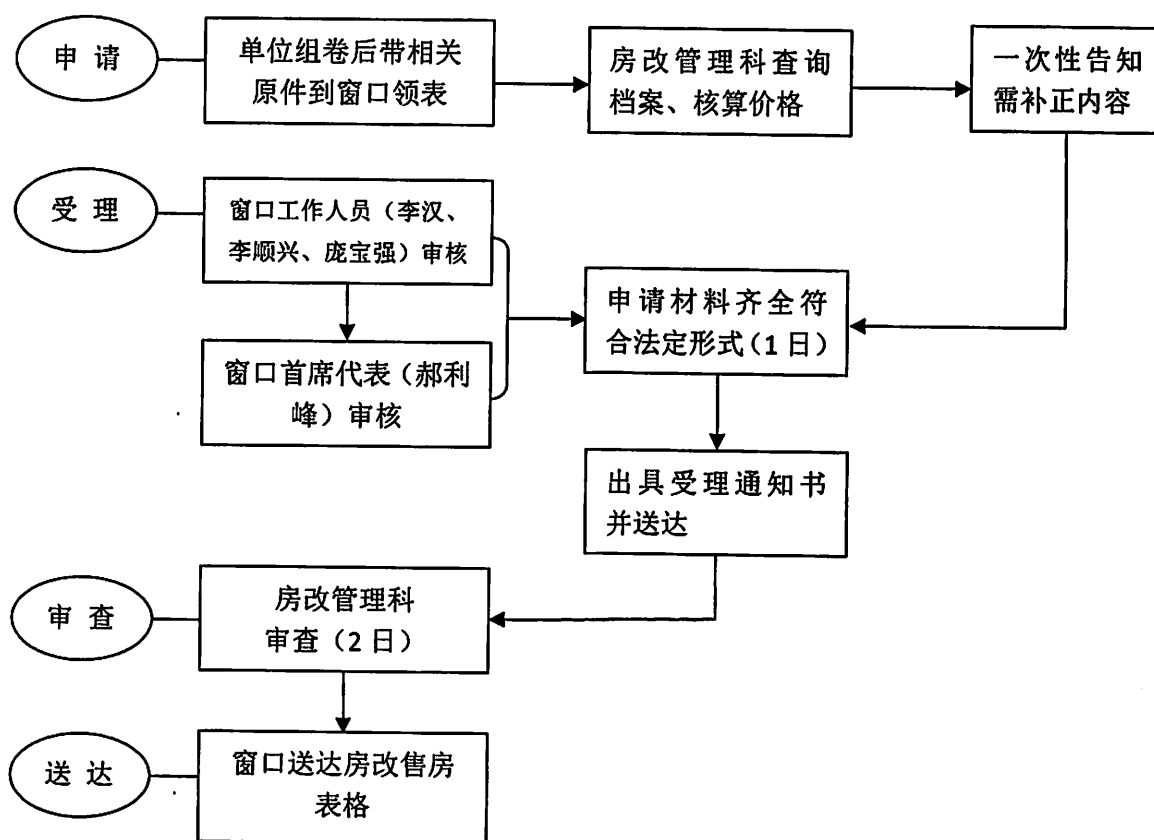 申 请
单位组卷后带相关
原件到窗口领表
房改管理科查询
档案、核算价格
一次性告知
需补正内容
受 理
窗口工作人员（李汉、
李顺兴、庞宝强）审核
窗口首席代表（郝利
峰）审核
申请材料齐全符
合法定形式（1日）
出具受理通知书
并送达
审 查
房改管理科
审查（2日）
送 达
窗口送达房改售房
表格